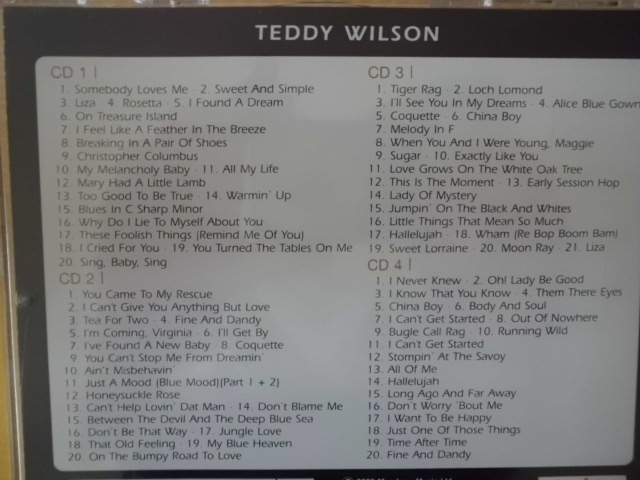 TEDDY WILSON
CD 1 |
1. Somebody Loves Me · 2. Sweet And Simple
3. Liza · 4. Rosetta · 5. I Found A Dream
6. On Treasure Island
7. I Feel Like A Feather In The Breeze
8. Breaking In A Pair Of Shoes
9. Christopher Columbus
10. My Melancholy Baby · 11. All My Life
12. Mary Had A Little Lamb
13. Too Good To Be True · 14. Warmin' Up
15. Blues In C Sharp Minor
16. Why Do I Lie To Myself About You
17. These Foolish Things (Remind Me Of You)
18. I Cried For You · 19. You Turned The Tables On Me
20. Sing, Baby, Sing
CD 2 |
1. You Came To My Rescue
2. I Can't Give You Anything But Love
3. Tea For Two · 4. Fine And Dandy
5. I'm Coming, Virginia · 6. I'll Get By
7. I've Found A New Baby · 8. Coquette
9. You Can't Stop Me From Dreamin'
10. Ain't Misbehavin'
11. Just A Mood (Blue Mood)(Part 1 + 2)
12. Honeysuckle Rose
13. Can't Help Lovin' Dat Man · 14. Don't Blame Me
15. Between The Devil And The Deep Blue Sea
16. Don't Be That Way · 17. Jungle Love
18. That Old Feeling · 19. My Blue Heaven
20. On The Bumpy Road To Love
CD 3 |
1. Tiger Rag · 2. Loch Lomond
3. I'll See You In My Dreams · 4. Alice Blue Gown
5. Coquette · 6. China Boy
7. Melody In F
8. When You And I Were Young, Maggie
9. Sugar · 10. Exactly Like You
11. Love Grows On The White Oak Tree
12. This Is The Moment · 13. Early Session Hop
14. Lady Of Mystery
15. Jumpin' On The Black And Whites
16. Little Things That Mean So Much
17. Hallelujah · 18. Wham (Re Bop Boom Bam)
19. Sweet Lorraine · 20. Moon Ray · 21. Liza
CD 4 |
1. I Never Knew · 2. Oh! Lady Be Good
3. I Know That You Know · 4. Them There Eyes
5. China Boy · 6. Body And Soul
7. I Can't Get Started · 8. Out Of Nowhere
9. Bugle Call Rag · 10. Running Wild
11. I Can't Get Started
12. Stompin' At The Savoy
13. All Of Me
14. Hallelujah
15. Long Ago And Far Away
16. Don't Worry 'Bout Me
17. I Want To Be Happy
18. Just One Of Those Things
19. Time After Time
20. Fine And Dandy